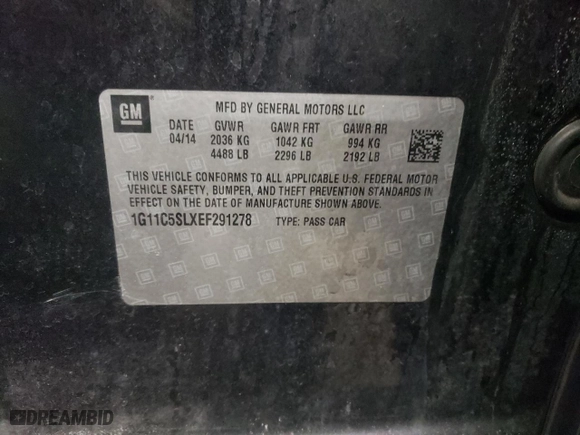 GM
MFD BY GENERAL MOTORS LLC
DATE GVWR GAWR FRT GAWR RR
04/14 2036 KG 1042 KG 994 KG
4488 LB 2296 LB 2192 LB
THIS VEHICLE CONFORMS TO ALL APPLICABLE U.S. FEDERAL MOTOR
VEHICLE SAFETY, BUMPER, AND THEFT PREVENTION STANDARDS IN
EFFECT ON THE DATE OF MANUFACTURE SHOWN ABOVE.
1G11C5SLXEF291278 TYPE: PASS CAR
DREAMBID